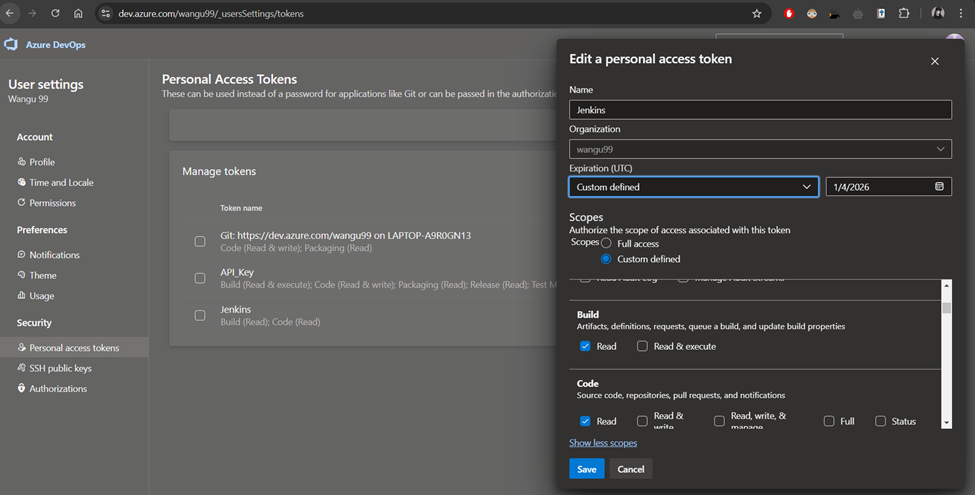 dev.azure.com/wangu99/_usersSettings/tokens
Azure DevOps
User settings
Wangu 99
Account
Profile
Time and Locale
Permissions
Preferences
Notifications
Theme
Usage
Security
Personal access tokens
SSH public keys
Authorizations
Personal Access Tokens
These can be used instead of a password for applications like Git or can be passed in the authorizatio
Manage tokens
Token name
Git: https://dev.azure.com/wangu99 on LAPTOP-A9R0GN13
Code (Read & write); Packaging (Read)
API_Key
Build (Read & execute); Code (Read & write); Packaging (Read); Release (Read); Test M
Jenkins
Build (Read); Code (Read)
Edit a personal access token
Name
Jenkins
Organization
wangu99
Expiration (UTC)
Custom defined 1/4/2026
Scopes
Authorize the scope of access associated with this token
Scopes Full access
Custom defined
Read Audit Log Manage Audit Streams
Build
Artifacts, definitions, requests, queue a build, and update build properties
Read Read & execute
Code
Source code, repositories, pull requests, and notifications
Read Read & write Read, write, & manage Full Status
Show less scopes
Save Cancel